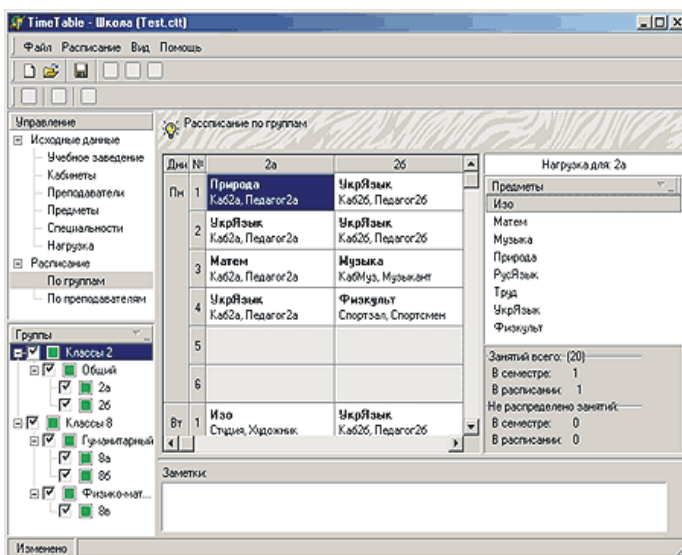 TimeTable - Школа (Test.ctt)
Файл Расписание Вид Помощь
Управление
Исходные данные
Учебное заведение
Кабинеты
Преподаватели
Предметы
Специальности
Нагрузка
Расписание
По группам
По преподавателям
Группы
Классы 2
Общий
2а
2б
Классы 8
Гуманитарный
8а
8б
Физико-мат...
8в
Рассписание по группам
Дни № 2а 2б
Пн 1 Природа УкрЯзык
Каб2а, Педагог2а Каб2б, Педагог2б
2 УкрЯзык УкрЯзык
Каб2а, Педагог2а Каб2б, Педагог2б
3 Матем Музыка
Каб2а, Педагог2а КабМуз, Музыкант
4 УкрЯзык Физкульт
Каб2а, Педагог2а Спортзал, Спортсмен
5
6
Вт 1 Изо УкрЯзык
Студия, Художник Каб2б, Педагог2б
Нагрузка для: 2а
Предметы
Изо
Матем
Музыка
Природа
РусЯзык
Труд
УкрЯзык
Физкульт
Занятий всего: (20)
В семестре: 1
В расписании: 1
Не распределено занятий:
В семестре: 0
В расписании: 0
Заметки:
Изменено